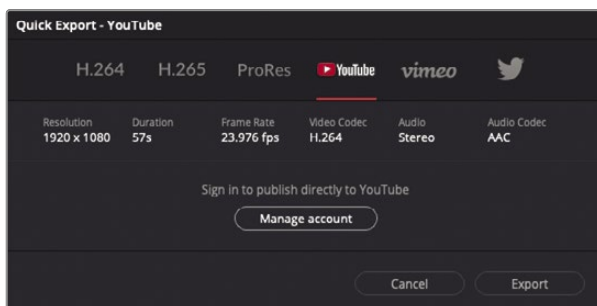 Quick Export - YouTube
H.264 H.265 ProRes YouTube vimeo
Resolution Duration Frame Rate Video Codec Audio Audio Codec
1920 x 1080 57s 23.976 fps H.264 Stereo AAC
Sign in to publish directly to YouTube
Manage account
Cancel Export